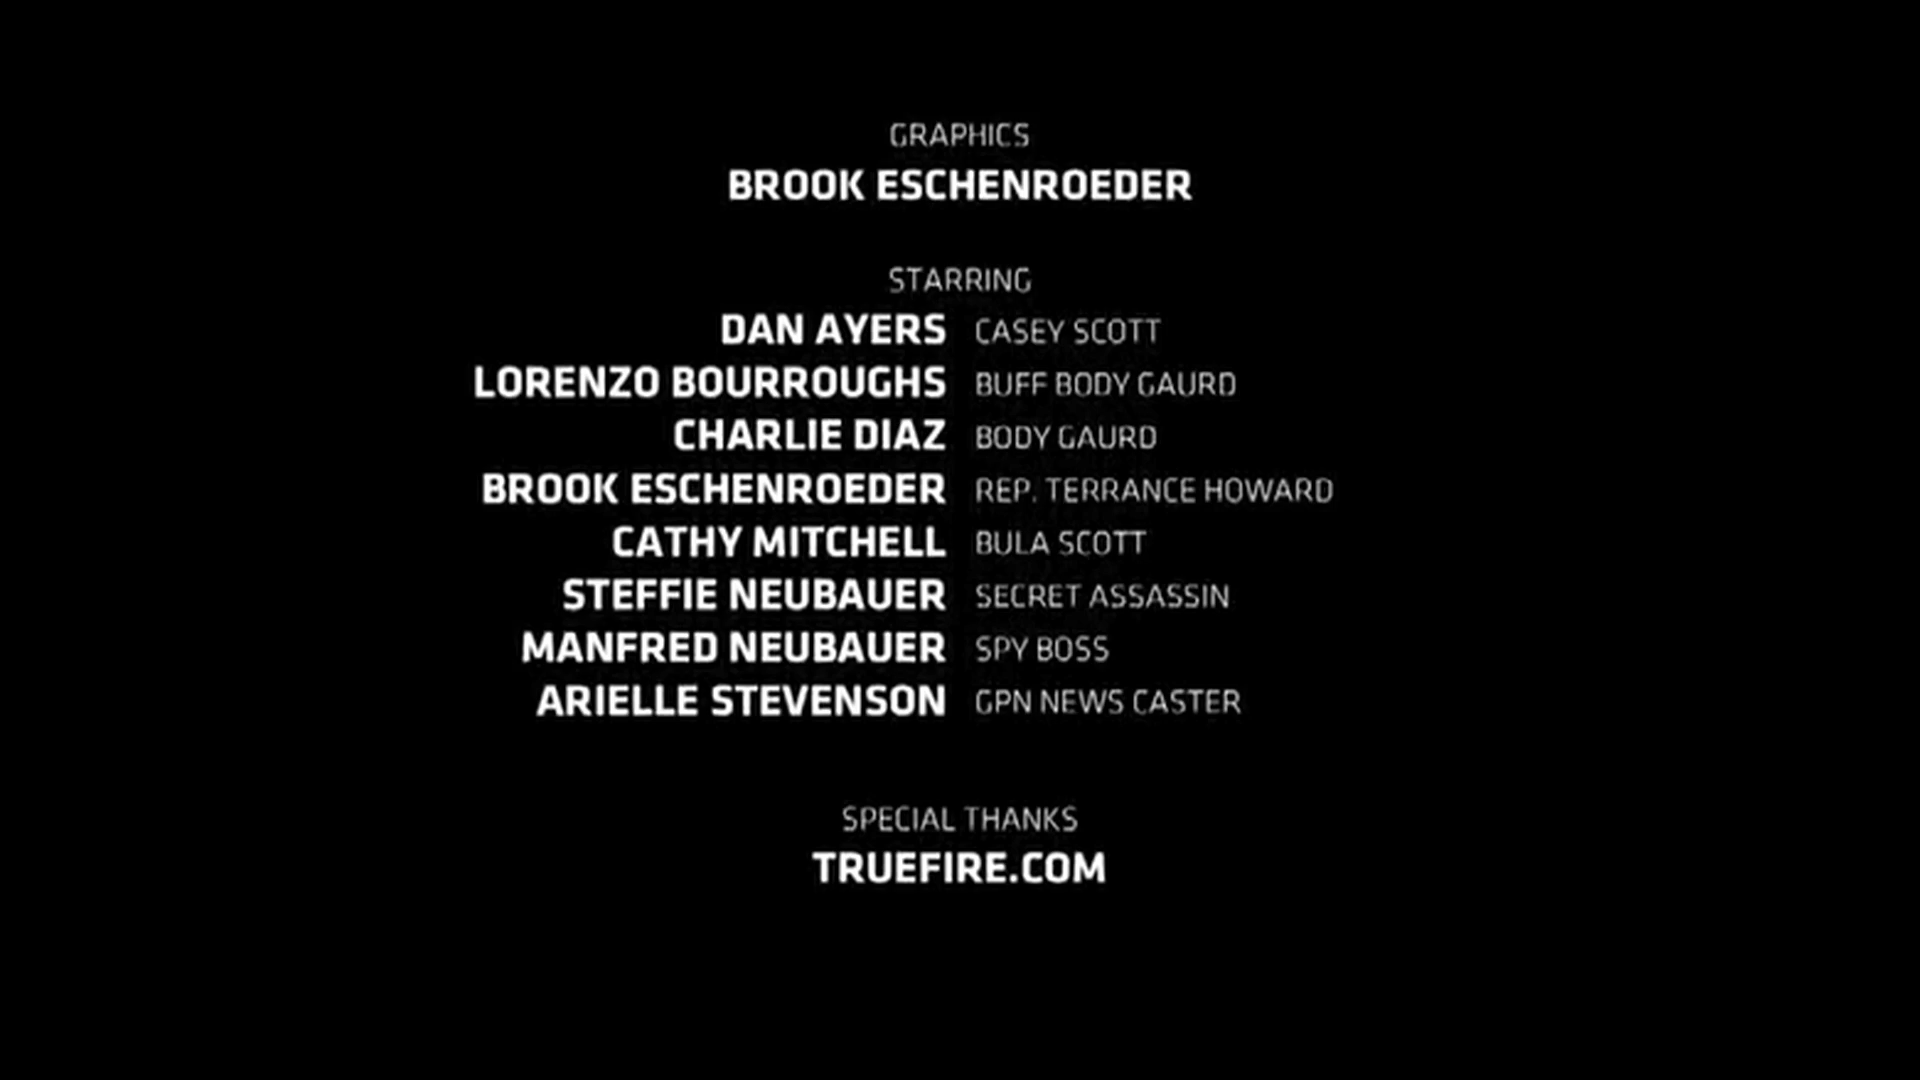 GRAPHICS
BROOK ESCHENROEDER
STARRING
DAN AYERS CASEY SCOTT
LORENZO BOURROUGHS BUFF BODY GAURD
CHARLIE DIAZ BODY GAURD
BROOK ESCHENROEDER REP. TERRANCE HOWARD
CATHY MITCHELL BULA SCOTT
STEFFIE NEUBAUER SECRET ASSASSIN
MANFRED NEUBAUER SPY BOSS
ARIELLE STEVENSON GPN NEWS CASTER
SPECIAL THANKS
TRUEFIRE.COM